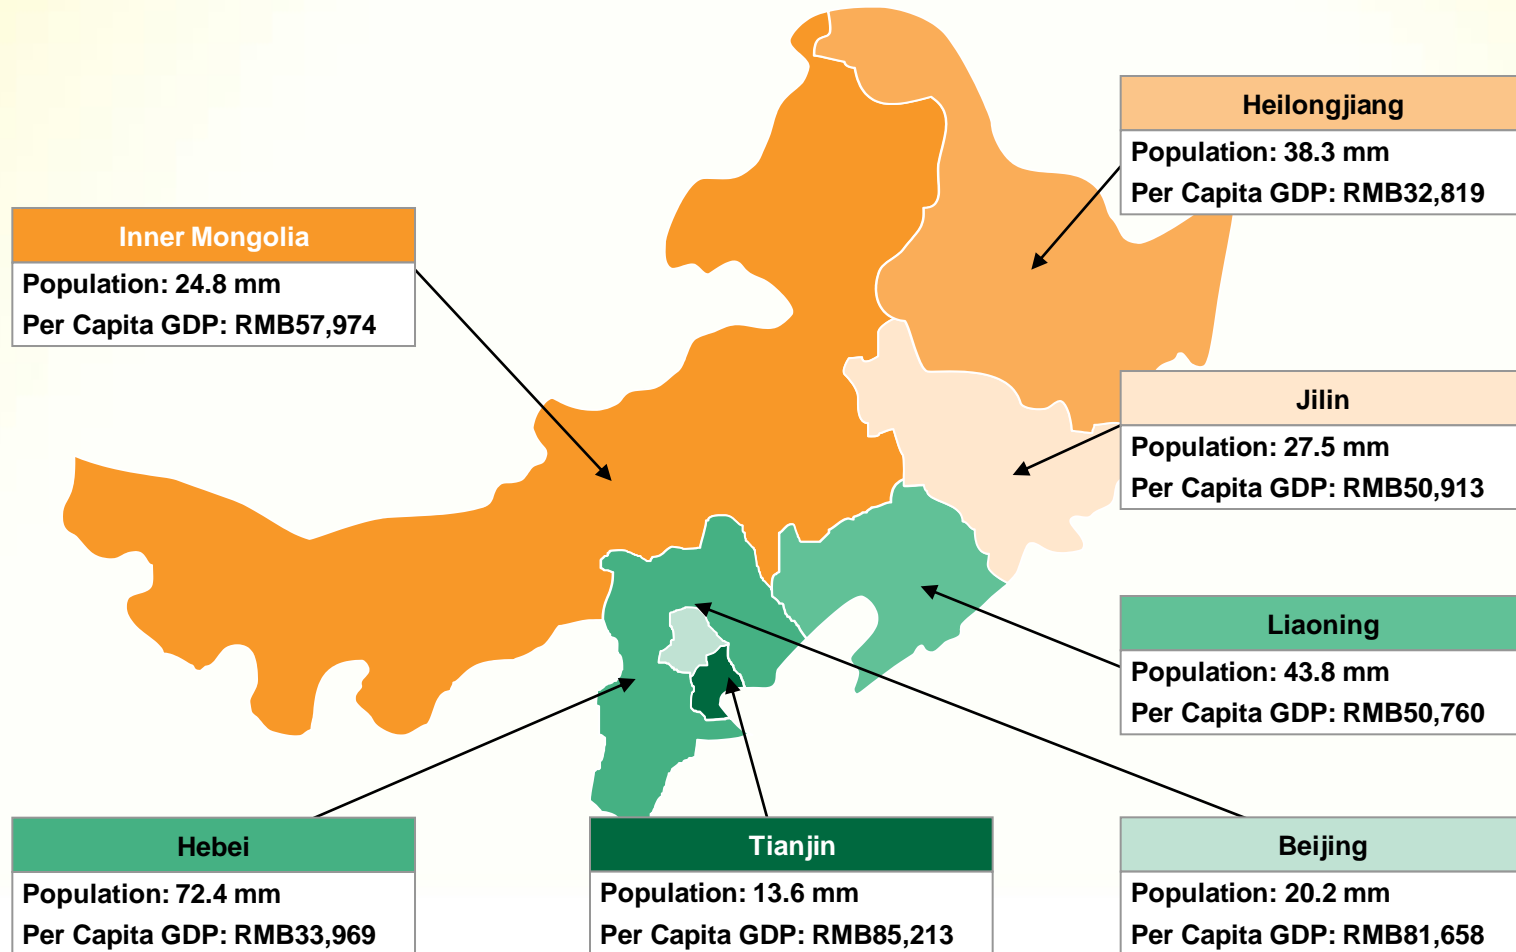 Heilongjiang
Population: 38.3 mm
Per Capita GDP: RMB32,819
Inner Mongolia
Population: 24.8 mm
Per Capita GDP: RMB57,974
Jilin
Population: 27.5 mm
Per Capita GDP: RMB50,913
Liaoning
Population: 43.8 mm
Per Capita GDP: RMB50,760
Hebei
Population: 72.4 mm
Per Capita GDP: RMB33,969
Tianjin
Population: 13.6 mm
Per Capita GDP: RMB85,213
Beijing
Population: 20.2 mm
Per Capita GDP: RMB81,658